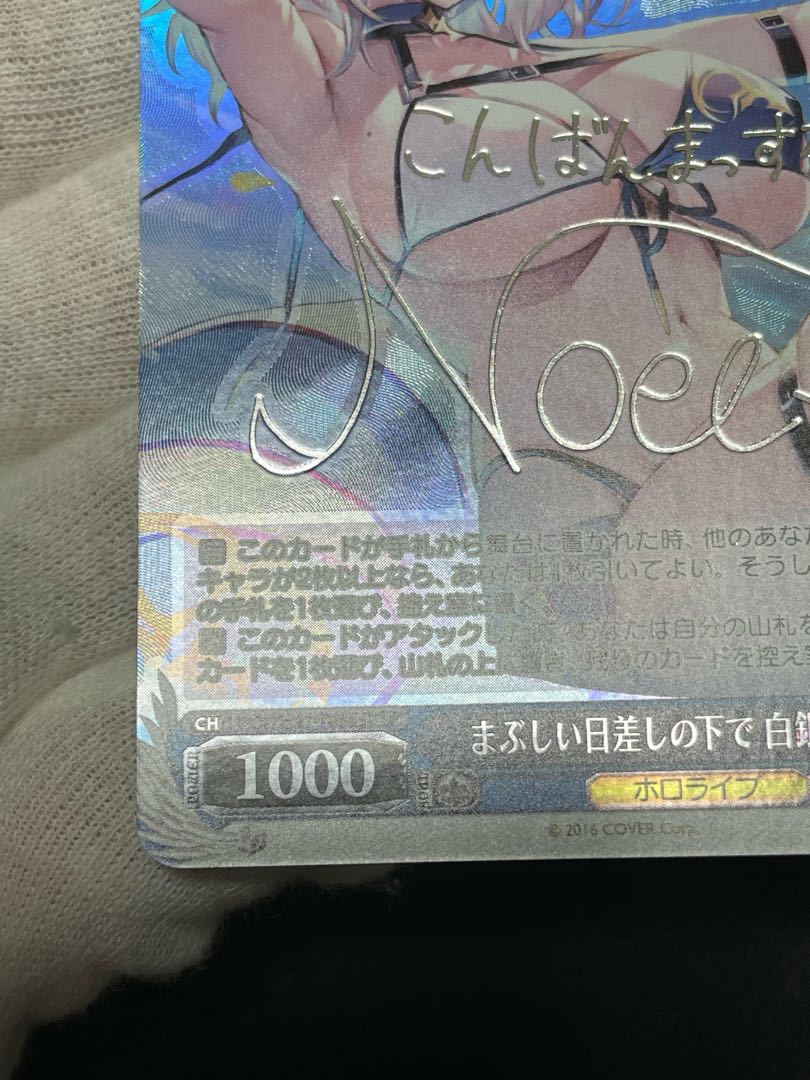 こんばんまっする
Noel
このカードが手札から舞台に置かれた時、他のあなた
キャラが2枚以上なら、あなたは1枚引いてよい。そうし
の手札を1枚選び、控え室に置く。
このカードがアタックした時、あなたは自分の山札を
カードを1枚選び、山札の上に置き、残りのカードを控え室
CH
まぶしい日差しの下で 白銀
POWER 1000
ホロライブ
© 2016 COVER Corp.